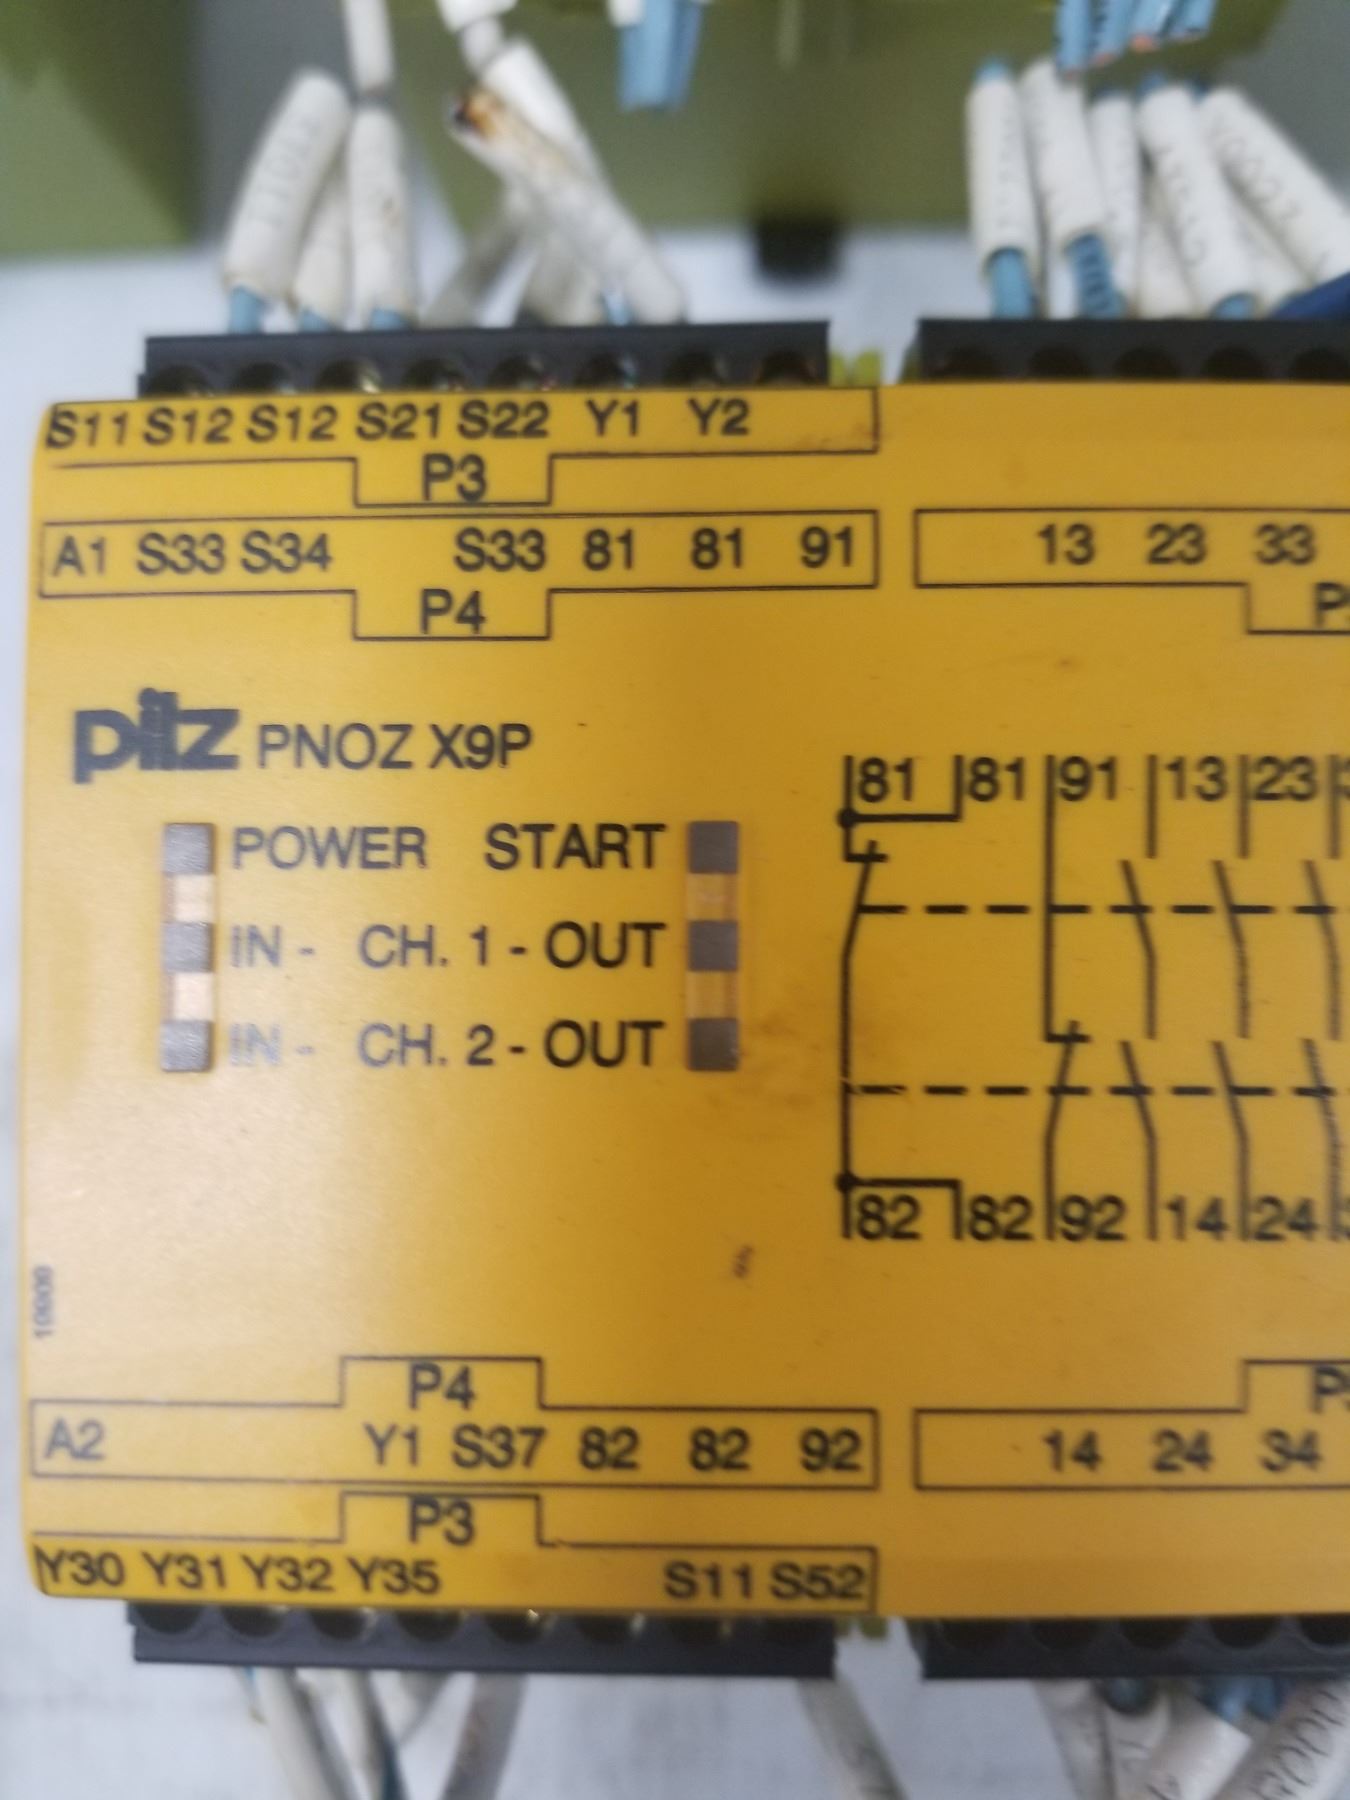 S11 S12 S12 S21 S22 Y1 Y2
P3
A1 S33 S34 S33 81 81 91
13 23 33
P4
pilz PNOZ X9P
81 81 91 13 23
POWER START
IN - CH. 1 - OUT
IN - CH. 2 - OUT
82 82 92 14 24
P4
A2 Y1 S37 82 82 92
14 24 34
P3
Y30 Y31 Y32 Y35 S11 S52